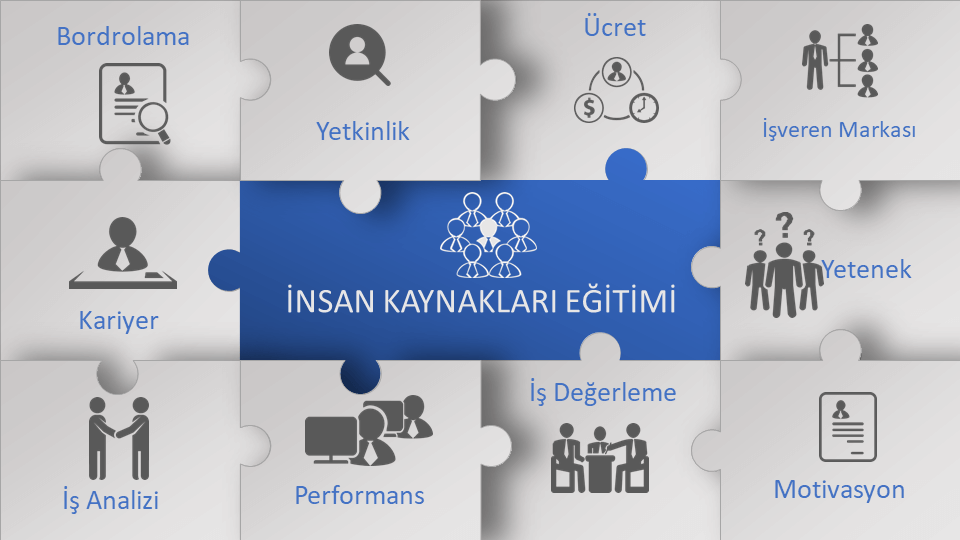 Bordrolama
Yetkinlik
Ücret
İşveren Markası
Kariyer
İNSAN KAYNAKLARI EĞİTİMİ
? ? ?
Yetenek
İş Analizi
Performans
İş Değerleme
Motivasyon
$